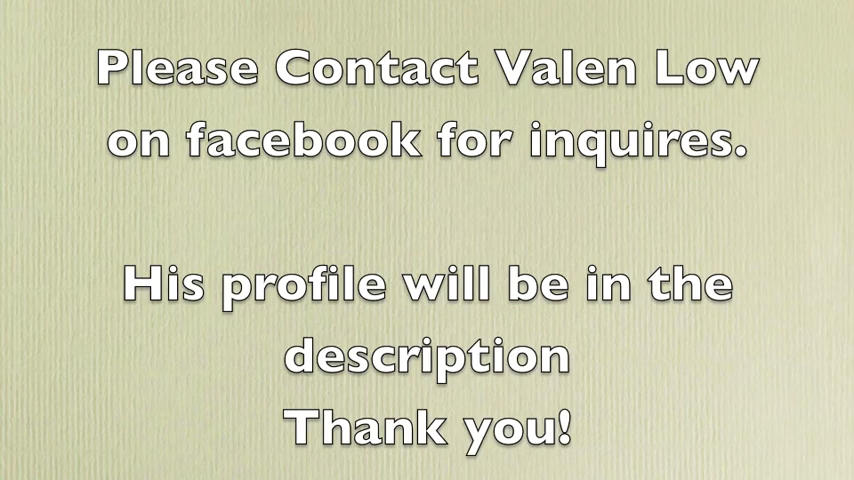 Please Contact Valen Low
on facebook for inquires.
His profile will be in the
description
Thank you!